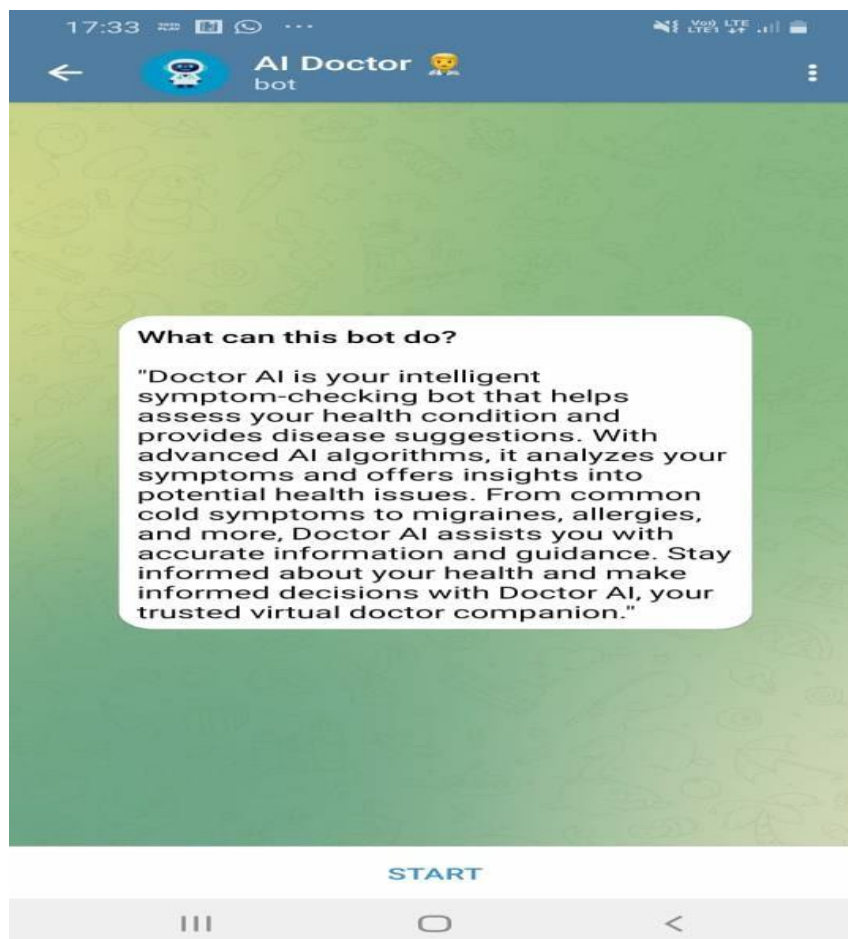 17:33
AI Doctor
bot
What can this bot do?
"Doctor AI is your intelligent
symptom-checking bot that helps
assess your health condition and
provides disease suggestions. With
advanced AI algorithms, it analyzes your
symptoms and offers insights into
potential health issues. From common
cold symptoms to migraines, allergies,
and more, Doctor AI assists you with
accurate information and guidance. Stay
informed about your health and make
informed decisions with Doctor AI, your
trusted virtual doctor companion."
START